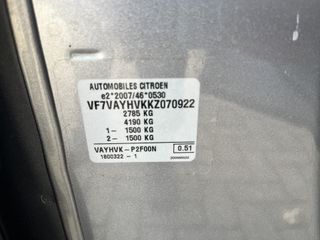 AUTOMOBILES CITROEN
e2*2007/46*0530
VF7VAYHVKKZ070922
2785 KG
4190 KG
1- 1500 KG
2- 1500 KG
VAYHVK-P2F00N 0.51
1800322-1